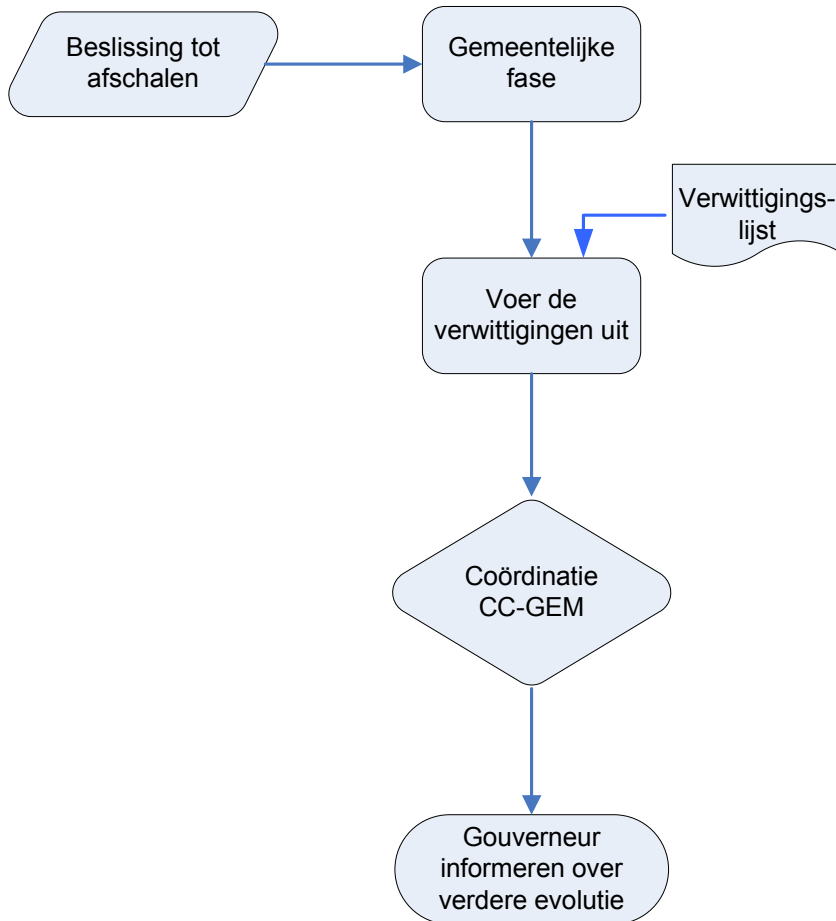 Beslissing tot
afschalen
Gemeentelijke
fase
Verwittigings-
lijst
Voer de
verwittigingen uit
Coördinatie
CC-GEM
Gouverneur
informeren over
verdere evolutie